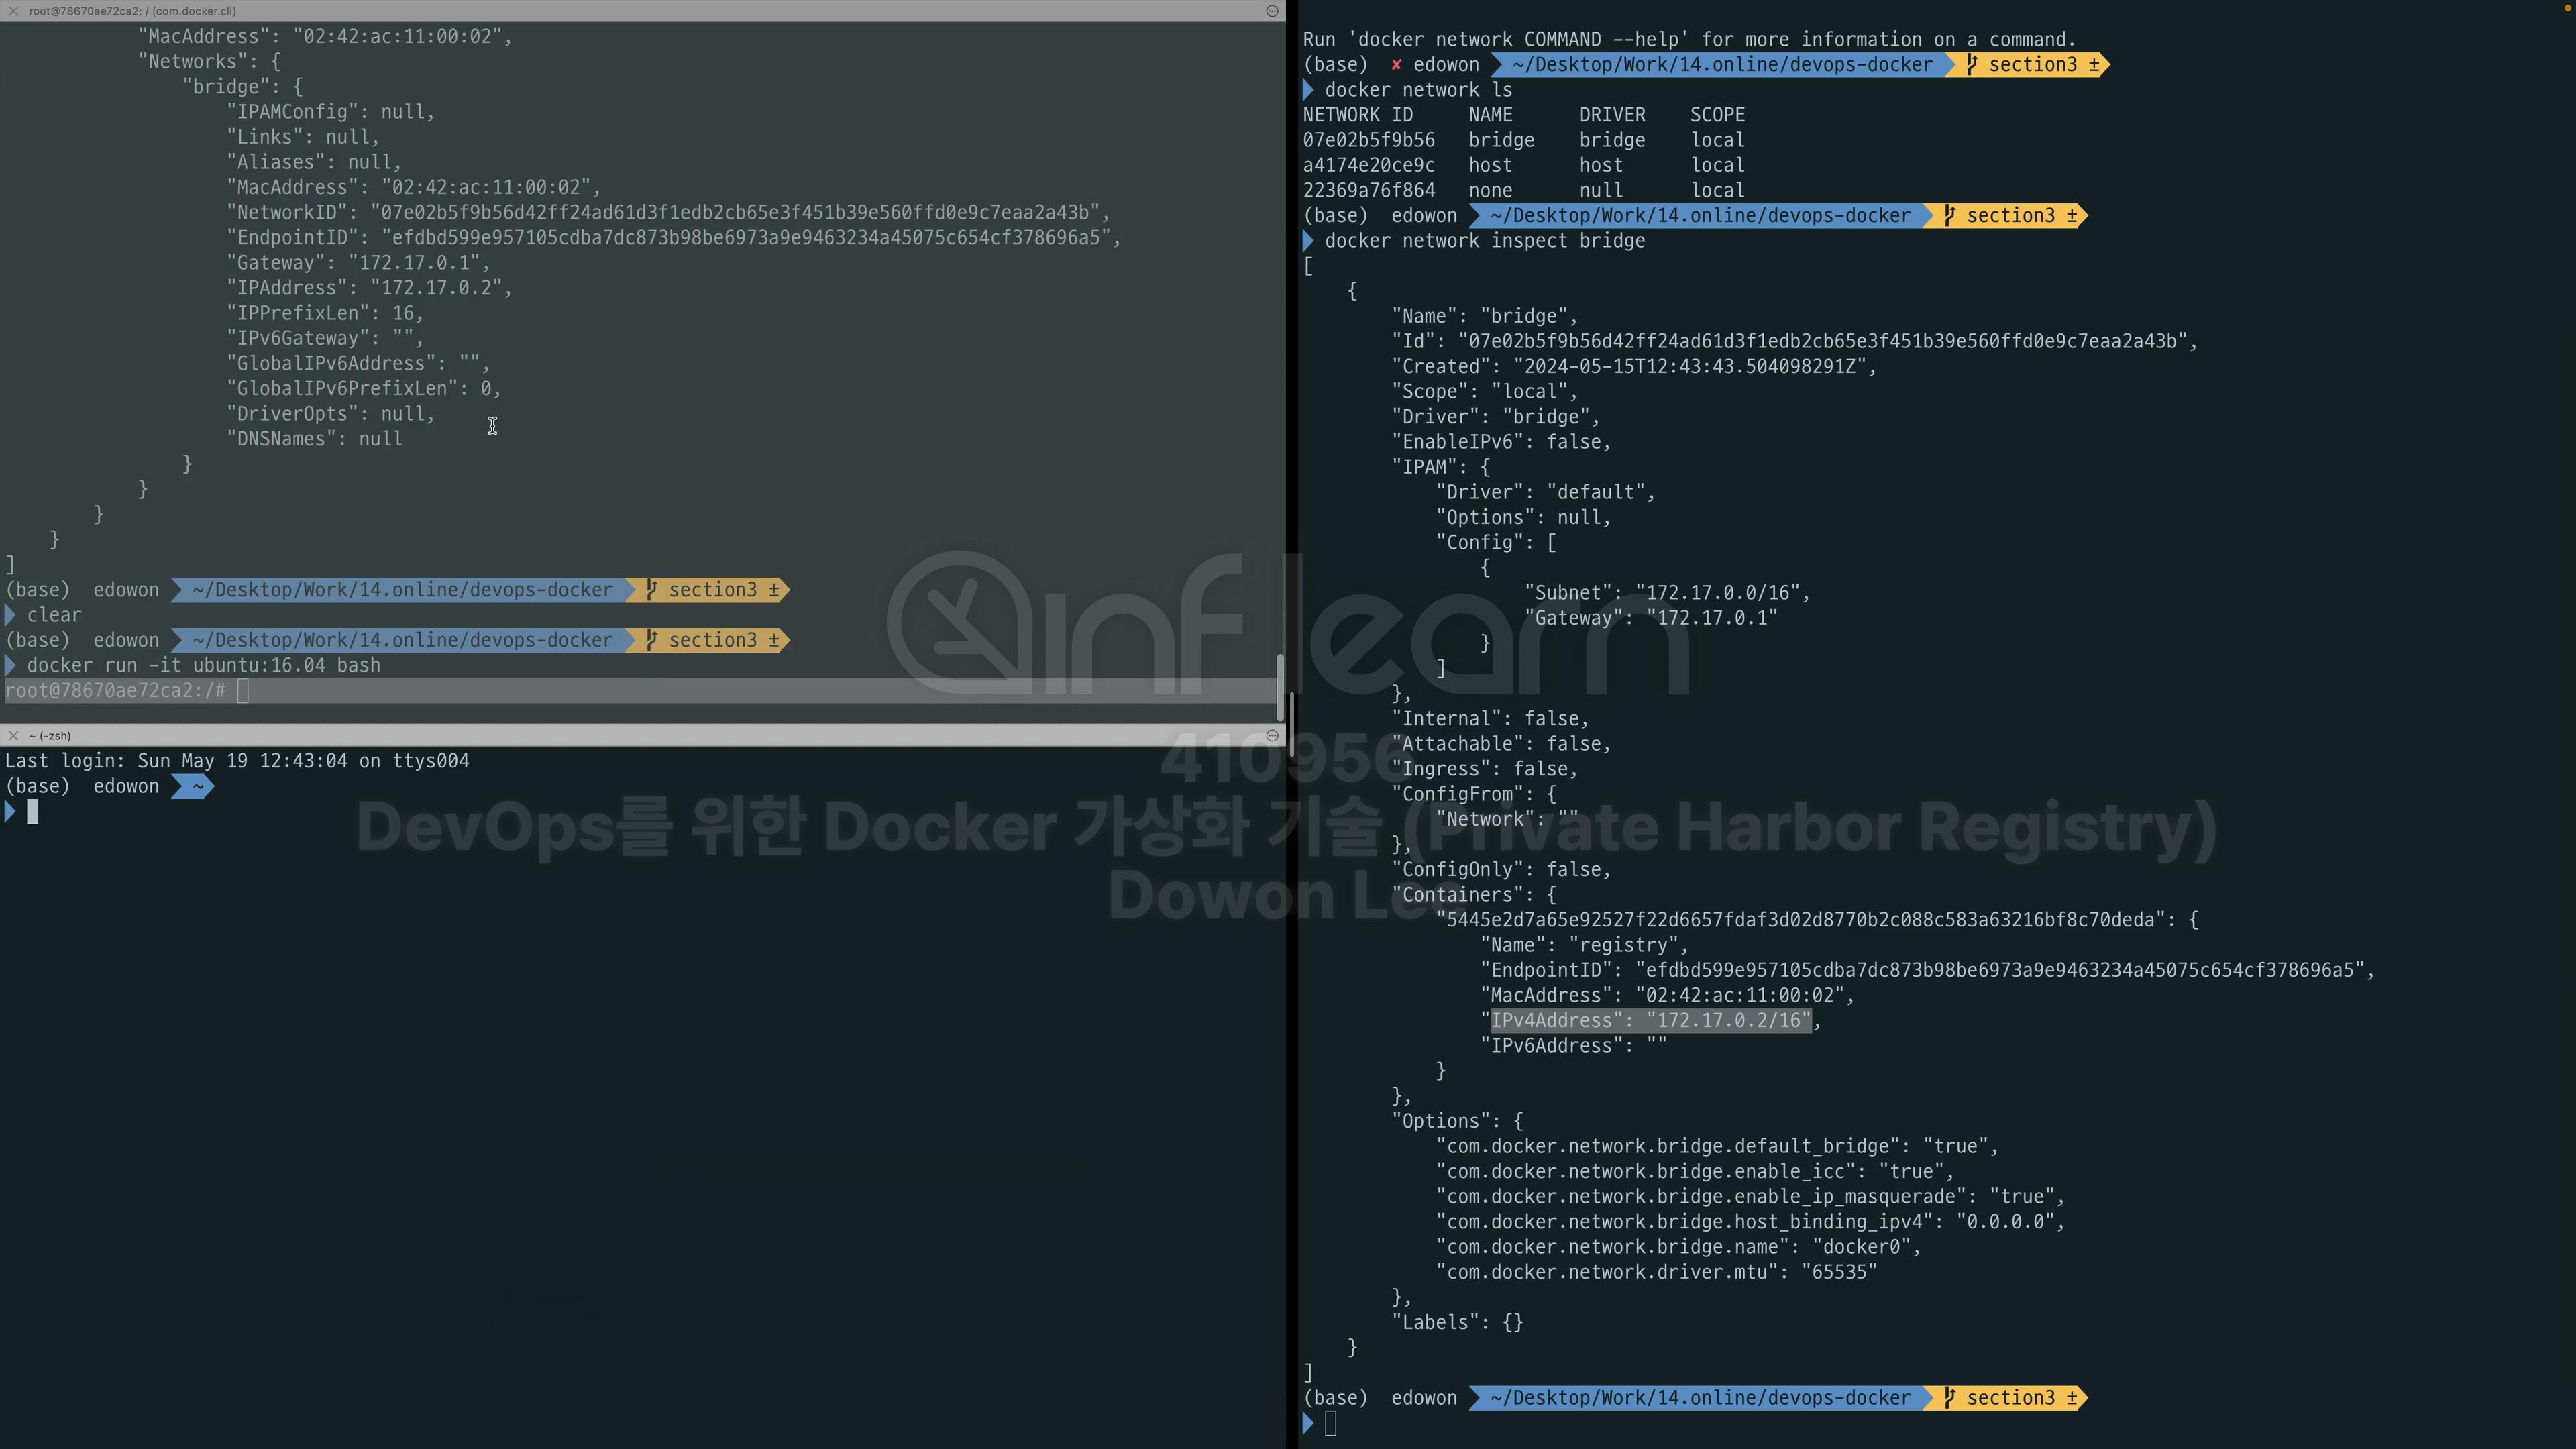 root@78670ae72ca2: / (com.docker.cli)
"MacAddress": "02:42:ac:11:00:02",
"Networks": {
"bridge": {
"IPAMConfig": null,
"Links": null,
"Aliases": null,
"MacAddress": "02:42:ac:11:00:02",
"NetworkID": "07e02b5f9b56d42ff24ad61d3f1edb2cb65e3f451b39e560ffd0e9c7eaa2a43b",
"EndpointID": "efdbd599e957105cdba7dc873b98be6973a9e9463234a45075c654cf378696a5",
"Gateway": "172.17.0.1",
"IPAddress": "172.17.0.2",
"IPPrefixLen": 16,
"IPv6Gateway": "",
"GlobalIPv6Address": "",
"GlobalIPv6PrefixLen": 0,
"DriverOpts": null,
"DNSNames": null
}
}
}
}
]
(base) edowon ~/Desktop/Work/14.online/devops-docker section3 ±
clear
(base) edowon ~/Desktop/Work/14.online/devops-docker section3 ±
docker run -it ubuntu:16.04 bash
root@78670ae72ca2:/#
~ (-zsh)
Last login: Sun May 19 12:43:04 on ttys004
(base) edowon ~
Run 'docker network COMMAND --help' for more information on a command.
(base) ✘ edowon ~/Desktop/Work/14.online/devops-docker section3 ±
docker network ls
NETWORK ID NAME DRIVER SCOPE
07e02b5f9b56 bridge bridge local
a4174e20ce9c host host local
22369a76f864 none null local
(base) edowon ~/Desktop/Work/14.online/devops-docker section3 ±
docker network inspect bridge
[
{
"Name": "bridge",
"Id": "07e02b5f9b56d42ff24ad61d3f1edb2cb65e3f451b39e560ffd0e9c7eaa2a43b",
"Created": "2024-05-15T12:43:43.504098291Z",
"Scope": "local",
"Driver": "bridge",
"EnableIPv6": false,
"IPAM": {
"Driver": "default",
"Options": null,
"Config": [
{
"Subnet": "172.17.0.0/16",
"Gateway": "172.17.0.1"
}
]
},
"Internal": false,
"Attachable": false,
"Ingress": false,
"ConfigFrom": {
"Network": ""
},
"ConfigOnly": false,
"Containers": {
"5445e2d7a65e92527f22d6657fdaf3d02d8770b2c088c583a63216bf8c70deda": {
"Name": "registry",
"EndpointID": "efdbd599e957105cdba7dc873b98be6973a9e9463234a45075c654cf378696a5",
"MacAddress": "02:42:ac:11:00:02",
"IPv4Address": "172.17.0.2/16",
"IPv6Address": ""
}
},
"Options": {
"com.docker.network.bridge.default_bridge": "true",
"com.docker.network.bridge.enable_icc": "true",
"com.docker.network.bridge.enable_ip_masquerade": "true",
"com.docker.network.bridge.host_binding_ipv4": "0.0.0.0",
"com.docker.network.bridge.name": "docker0",
"com.docker.network.driver.mtu": "65535"
},
"Labels": {}
}
]
(base) edowon ~/Desktop/Work/14.online/devops-docker section3 ±
inflearn
410956
DevOps를 위한 Docker 가상화 기술 (Private Harbor Registry)
Dowon Lee